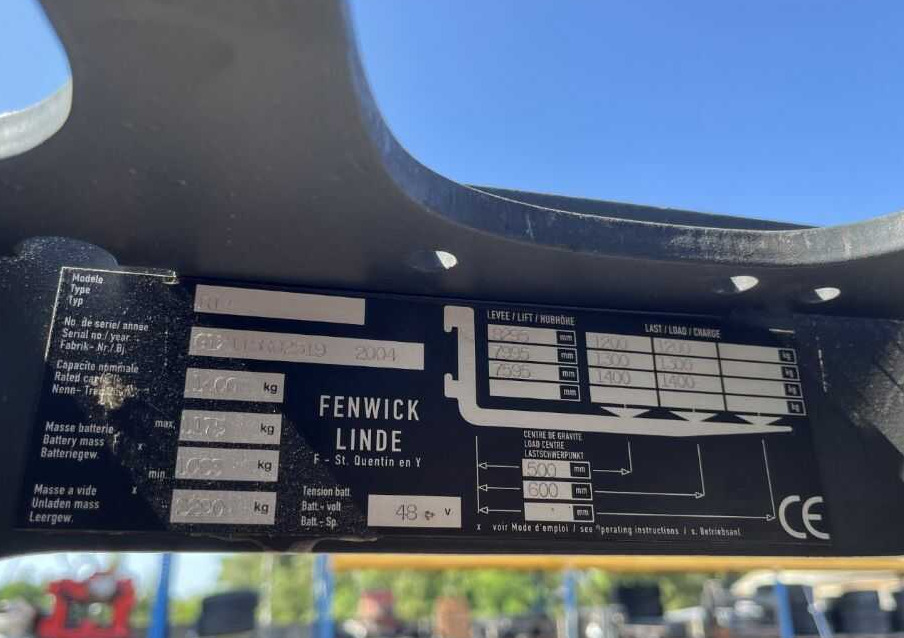 Modele
Type
Typ
No. de serie/ annee
Serial no./ year
Fabrik- Nr/ Bj.
2004
Capacite nominale
Rated
kg
Masse batterie
Battery mass
Batteriegew.
x
max.
kg
min.
kg
Masse a vide
Unladen mass
Leergew.
x
kg
FENWICK
LINDE
F - St. Quentin en Y
Tension batt.
Batt.- volt
Batt.- Sp.
48 V
LEVEE / LIFT / HUBHÖHE
LAST / LOAD / CHARGE
8295 mm 1200 1200 kg
7995 mm 1300 1300 kg
7595 mm 1400 1400 kg
mm kg
CENTRE DE GRAVITE
LOAD CENTRE
LASTSCHWERPUNKT
500 mm
600 mm
mm
CE
x voir Mode d'emploi / see operating instructions / s. Betriebsanl.